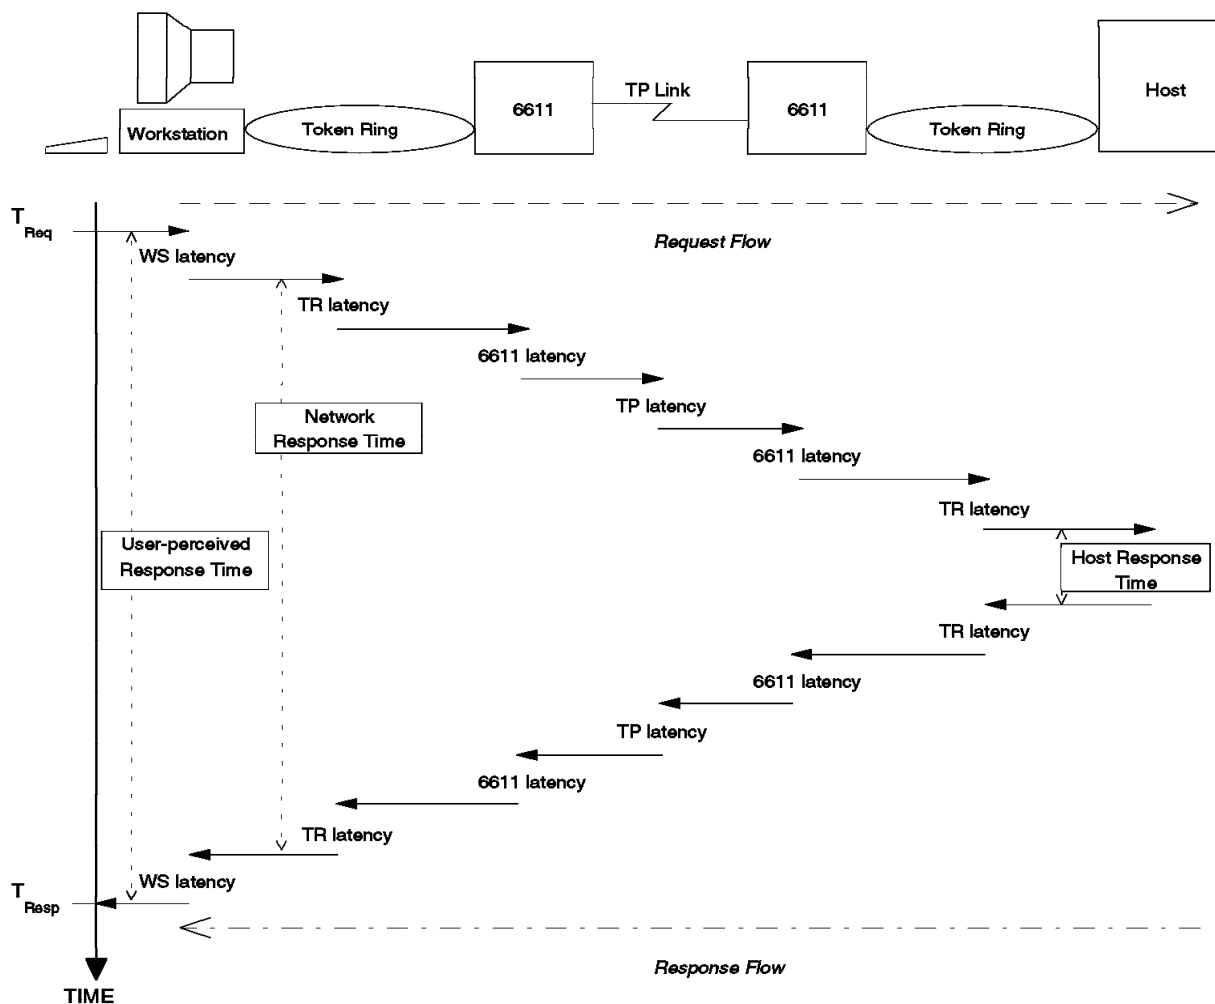 TP Link
Host
6611
6611
Workstation
Token Ring
Token Ring
T
Req
Request Flow
WS latency
TR latency
6611 latency
TP latency
Network
Response Time
6611 latency
TR latency
User-perceived
Response Time
Host Response
Time
TR latency
6611 latency
TP latency
6611 latency
TR latency
WS latency
T
Resp
Response Flow
TIME